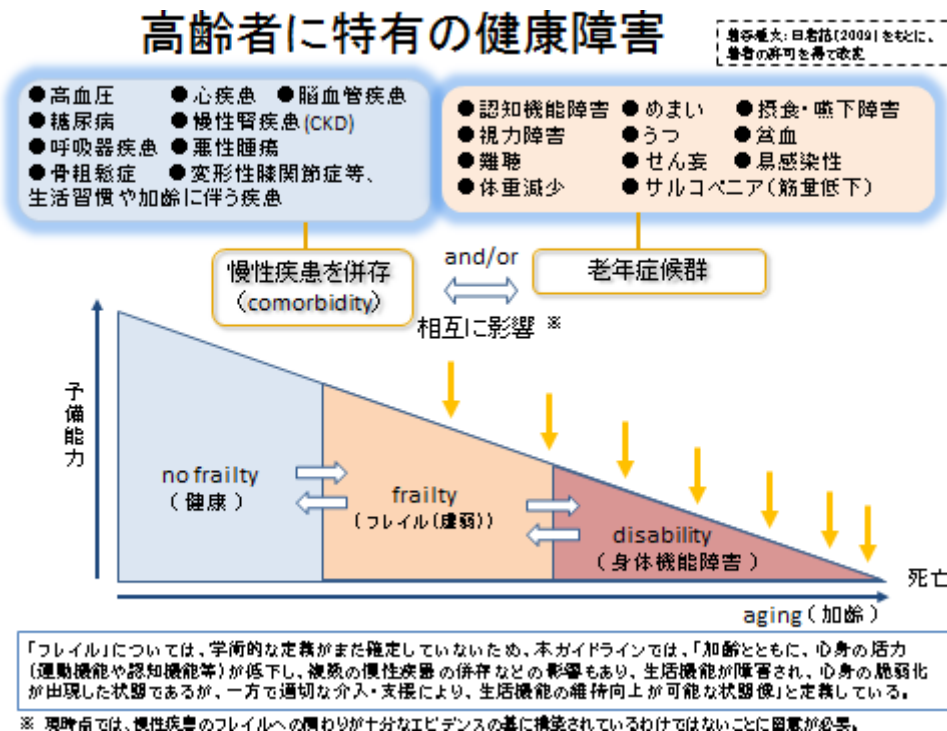 高齢者に特有の健康障害
葛谷雅文:日老誌(2009)をもとに、
著者の許可を得て改変
●高血圧 ●心疾患 ●脳血管疾患
●糖尿病 ●慢性腎疾患(CKD)
●呼吸器疾患 ●悪性腫瘍
●骨粗鬆症 ●変形性膝関節症等、
生活習慣や加齢に伴う疾患
●認知機能障害 ●めまい ●摂食・嚥下障害
●視力障害 ●うつ ●貧血
●難聴 ●せん妄 ●易感染性
●体重減少 ●サルコペニア(筋量低下)
慢性疾患を併存
(comorbidity)
and/or
相互に影響 ※
老年症候群
予備能力
no frailty
(健康)
frailty
(フレイル(虚弱))
disability
(身体機能障害)
死亡
aging(加齢)
「フレイル」については、学術的な定義がまだ確定していないため、本ガイドラインでは、「加齢とともに、心身の活力
(運動機能や認知機能等)が低下し、複数の慢性疾患の併存などの影響もあり、生活機能が障害され、心身の脆弱化
が出現した状態であるが、一方で適切な介入・支援により、生活機能の維持向上が可能な状態像」と定義している。
※ 現時点では、慢性疾患のフレイルへの関わりが十分なエビデンスの基に構築されているわけではないことに留意が必要。